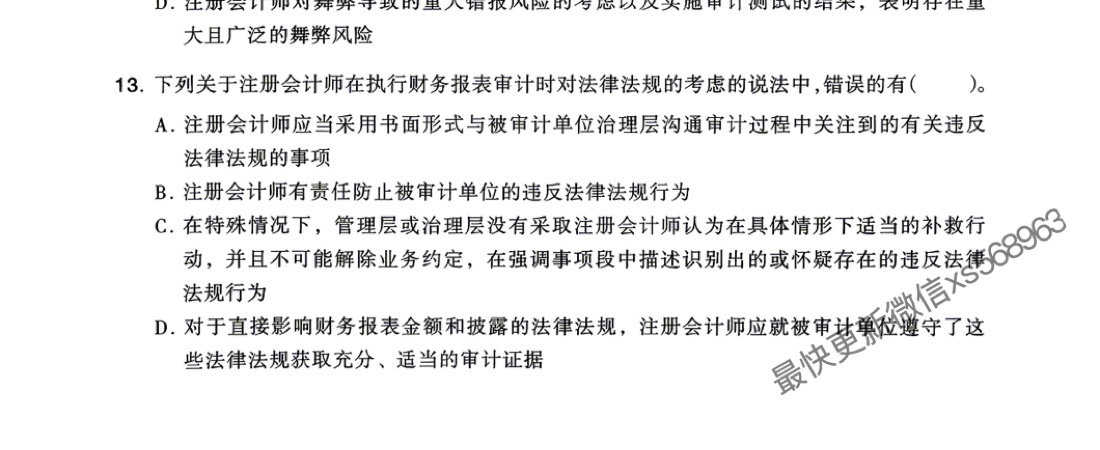 D. 注册会计师对舞弊导致的重大错报风险的考虑以及实施审计测试的结果，表明存在重
大且广泛的舞弊风险
13. 下列关于注册会计师在执行财务报表审计时对法律法规的考虑的说法中,错误的有(　　)。
A. 注册会计师应当采用书面形式与被审计单位治理层沟通审计过程中关注到的有关违反
法律法规的事项
B. 注册会计师有责任防止被审计单位的违反法律法规行为
C. 在特殊情况下，管理层或治理层没有采取注册会计师认为在具体情形下适当的补救行
动，并且不可能解除业务约定，在强调事项段中描述识别出的或怀疑存在的违反法律
法规行为
D. 对于直接影响财务报表金额和披露的法律法规，注册会计师应就被审计单位遵守了这
些法律法规获取充分、适当的审计证据
最快更新微信xs568963